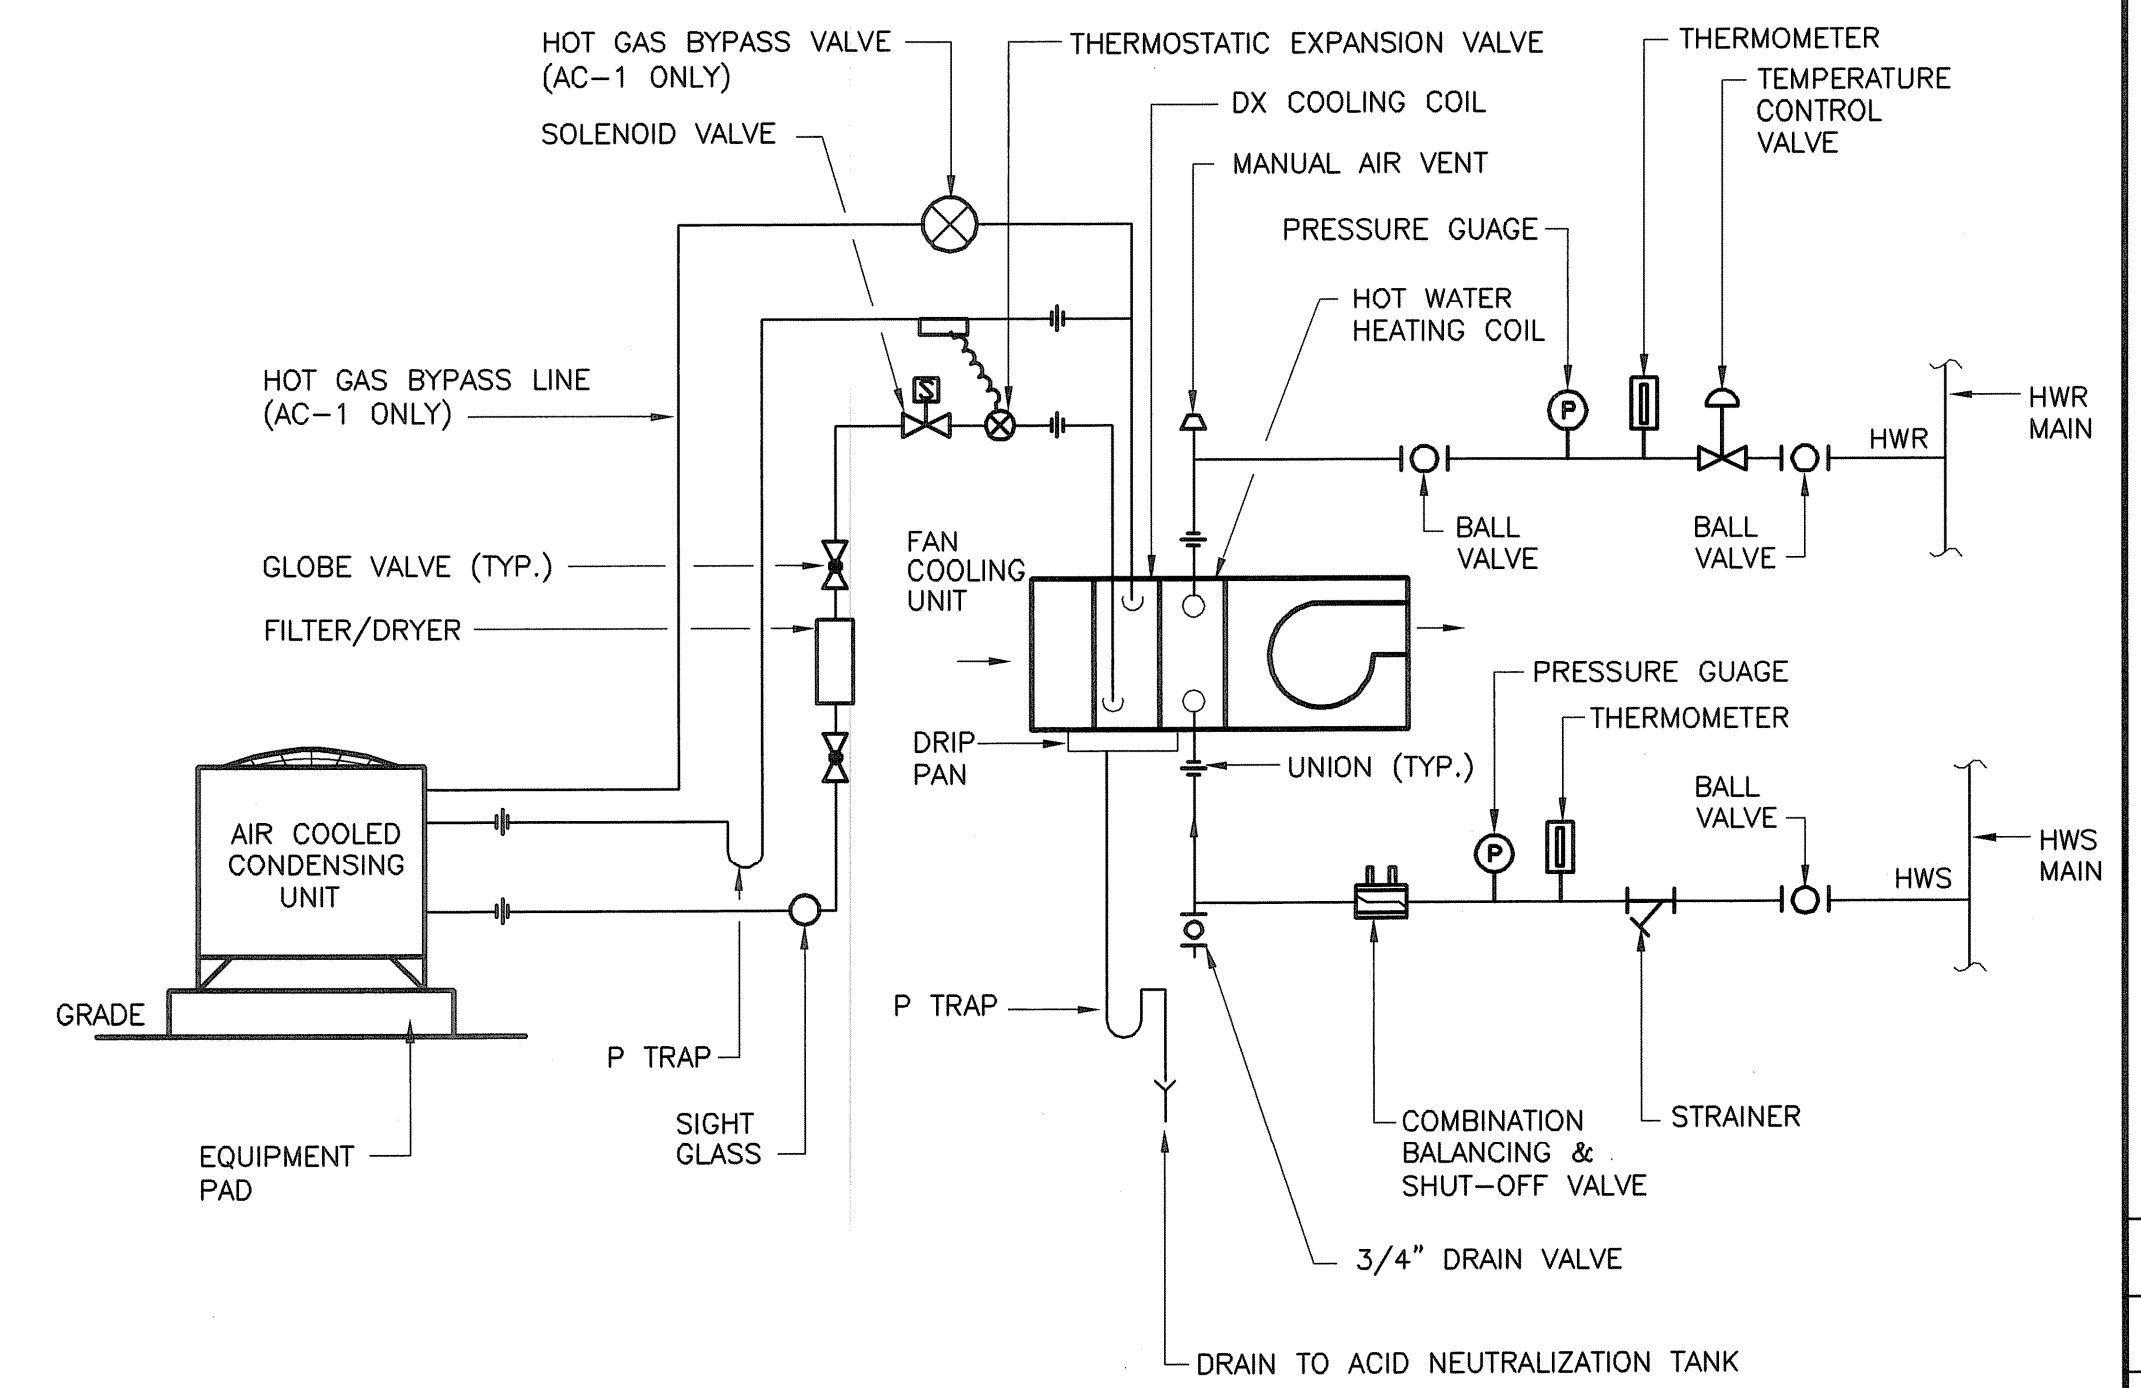 HOT GAS BYPASS VALVE
(AC-1 ONLY)
SOLENOID VALVE
THERMOSTATIC EXPANSION VALVE
DX COOLING COIL
MANUAL AIR VENT
PRESSURE GUAGE
HOT WATER
HEATING COIL
THERMOMETER
TEMPERATURE
CONTROL
VALVE
HOT GAS BYPASS LINE
(AC-1 ONLY)
S
P
HWR
HWR
MAIN
BALL
VALVE
BALL
VALVE
GLOBE VALVE (TYP.)
FILTER/DRYER
FAN
COOLING
UNIT
DRIP
PAN
UNION (TYP.)
PRESSURE GUAGE
THERMOMETER
BALL
VALVE
P
HWS
HWS
MAIN
AIR COOLED
CONDENSING
UNIT
GRADE
P TRAP
P TRAP
SIGHT
GLASS
EQUIPMENT
PAD
COMBINATION
BALANCING &
SHUT-OFF VALVE
STRAINER
3/4" DRAIN VALVE
DRAIN TO ACID NEUTRALIZATION TANK